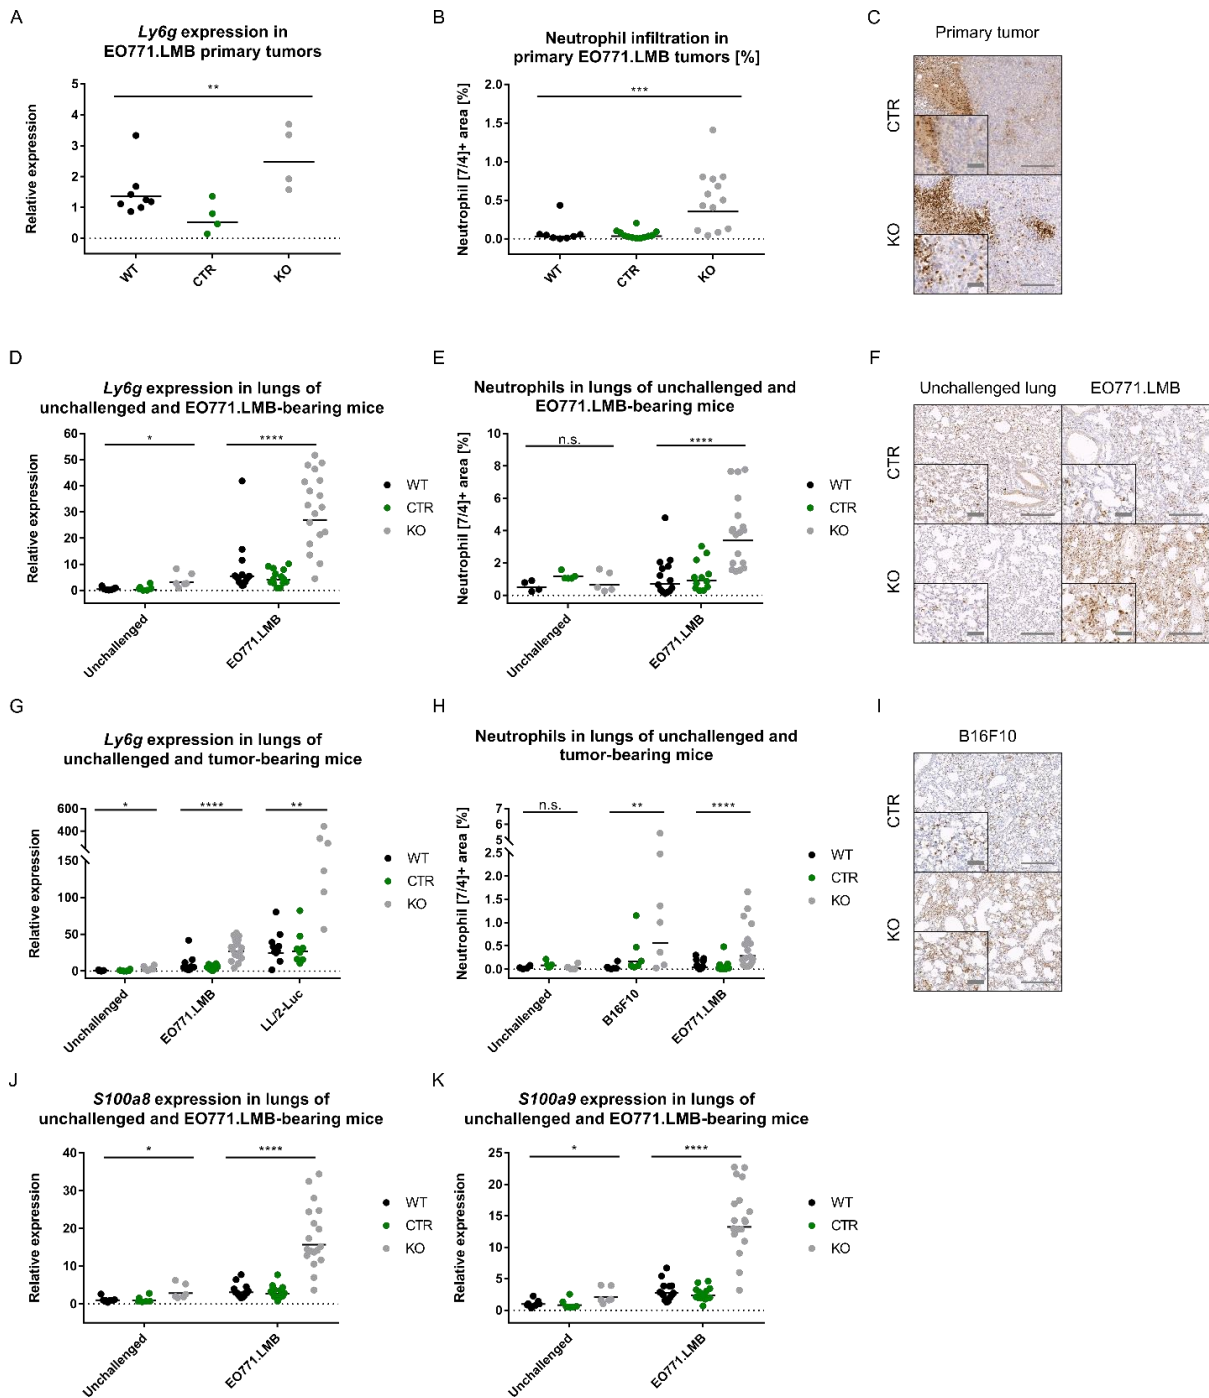 A
Ly6g expression in
EO771.LMB primary tumors
**
Relative expression
5
4
3
2
1
0
WT
CTR
KO
B
Neutrophil infiltration in
primary EO771.LMB tumors [%]
***
Neutrophil [7/4]+ area [%]
2.0
1.5
1.0
0.5
0.0
WT
CTR
KO
C
Primary tumor
CTR
KO
D
Ly6g expression in lungs of
unchallenged and EO771.LMB-bearing mice
*
****
Relative expression
60
50
40
30
20
10
0
Unchallenged
EO771.LMB
WT
CTR
KO
E
Neutrophils in lungs of unchallenged and
EO771.LMB-bearing mice
n.s.
****
Neutrophil [7/4]+ area [%]
10
8
6
4
2
0
Unchallenged
EO771.LMB
WT
CTR
KO
F
Unchallenged lung
EO771.LMB
CTR
KO
G
Ly6g expression in lungs of
unchallenged and tumor-bearing mice
*
****
**
Relative expression
600
400
150
100
50
0
Unchallenged
EO771.LMB
LL/2-Luc
WT
CTR
KO
H
Neutrophils in lungs of unchallenged and
tumor-bearing mice
n.s.
**
****
Neutrophil [7/4]+ area [%]
7
6
5
2.5
2.0
1.5
1.0
0.5
0.0
Unchallenged
B16F10
EO771.LMB
WT
CTR
KO
I
B16F10
CTR
KO
J
S100a8 expression in lungs of
unchallenged and EO771.LMB-bearing mice
*
****
Relative expression
40
30
20
10
0
Unchallenged
EO771.LMB
WT
CTR
KO
K
S100a9 expression in lungs of
unchallenged and EO771.LMB-bearing mice
*
****
Relative expression
25
20
15
10
5
0
Unchallenged
EO771.LMB
WT
CTR
KO